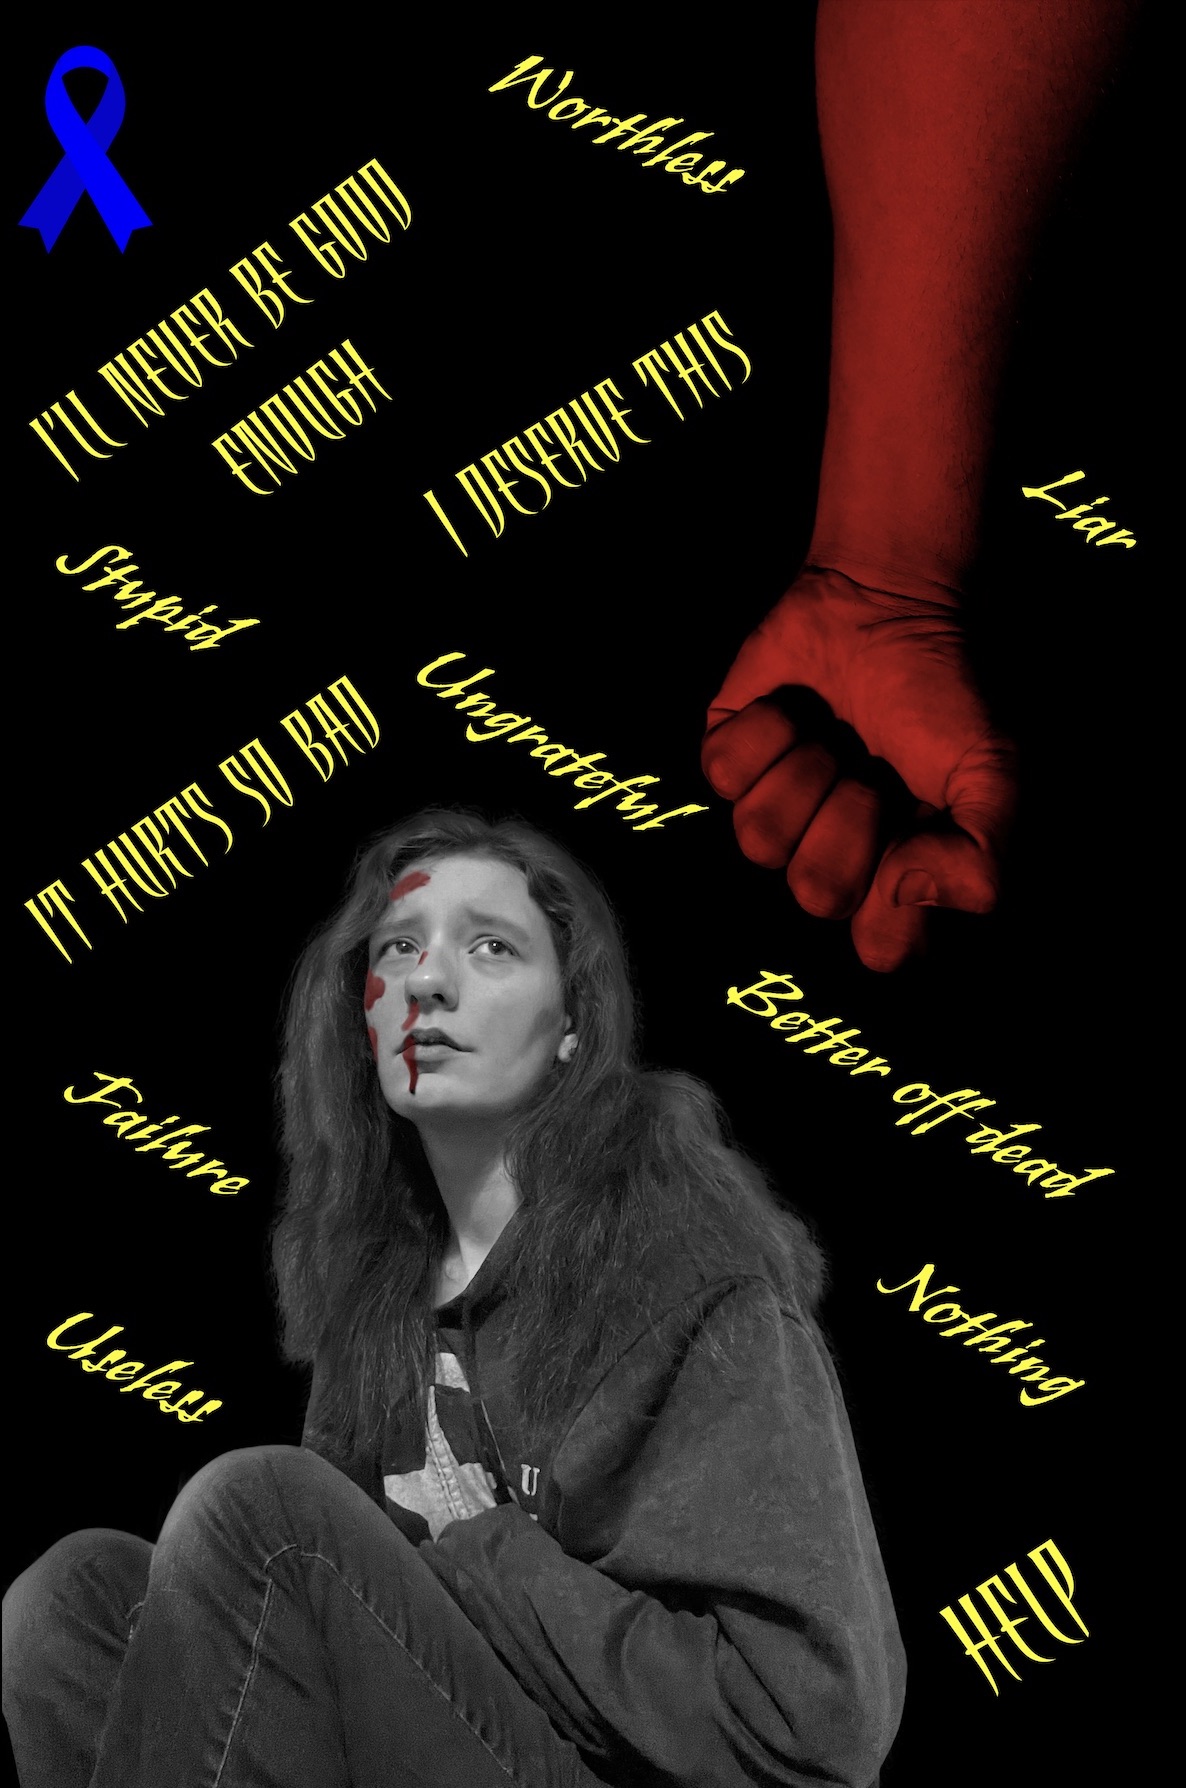 Worthless
I'LL NEVER BE GOOD
ENOUGH
I DESERVE THIS
Liar
Stupid
Ungrateful
IT HURTS SO BAD
Better off dead
Failure
Nothing
Useless
U
HELP